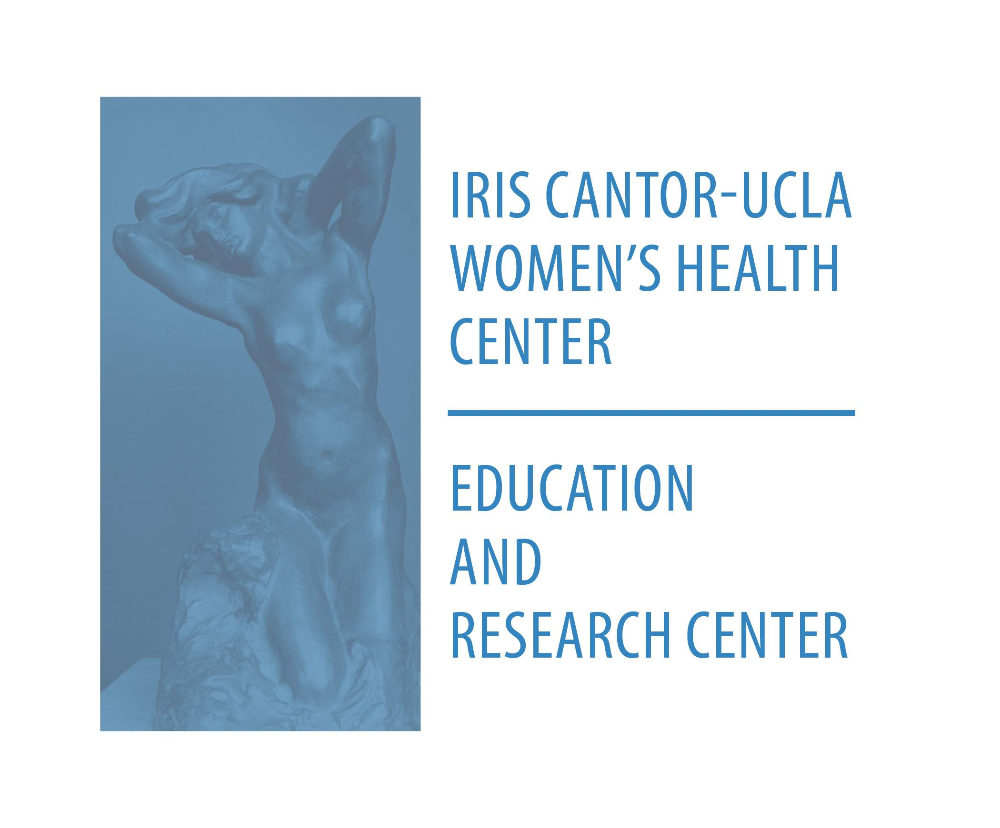 IRIS CANTOR-UCLA
WOMEN’S HEALTH
CENTER
EDUCATION
AND
RESEARCH CENTER